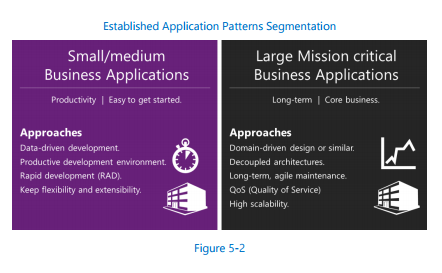 Established Application Patterns Segmentation
Small/medium
Business Applications
Productivity | Easy to get started.
Approaches
Data-driven development.
Productive development environment.
Rapid development (RAD).
Keep flexibility and extensibility.
Large Mission critical
Business Applications
Long-term | Core business.
Approaches
Domain-driven design or similar.
Decoupled architectures.
Long-term, agile maintenance.
QoS (Quality of Service)
High scalability.
Figure 5-2